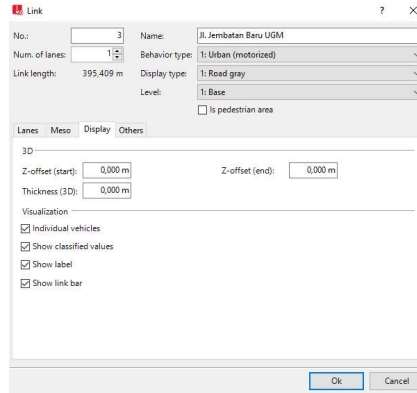 Link ? ×
No.: 3 Name: Jl. Jembatan Baru UGM
Num. of lanes: 1 Behavior type: 1: Urban (motorized)
Link length: 395,409 m Display type: 1: Road gray
Level: 1: Base
Is pedestrian area
Lanes Meso Display Others
3D
Z-offset (start): 0,000 m Z-offset (end): 0,000 m
Thickness (3D): 0,000 m
Visualization
Individual vehicles
Show classified values
Show label
Show link bar
Ok Cancel